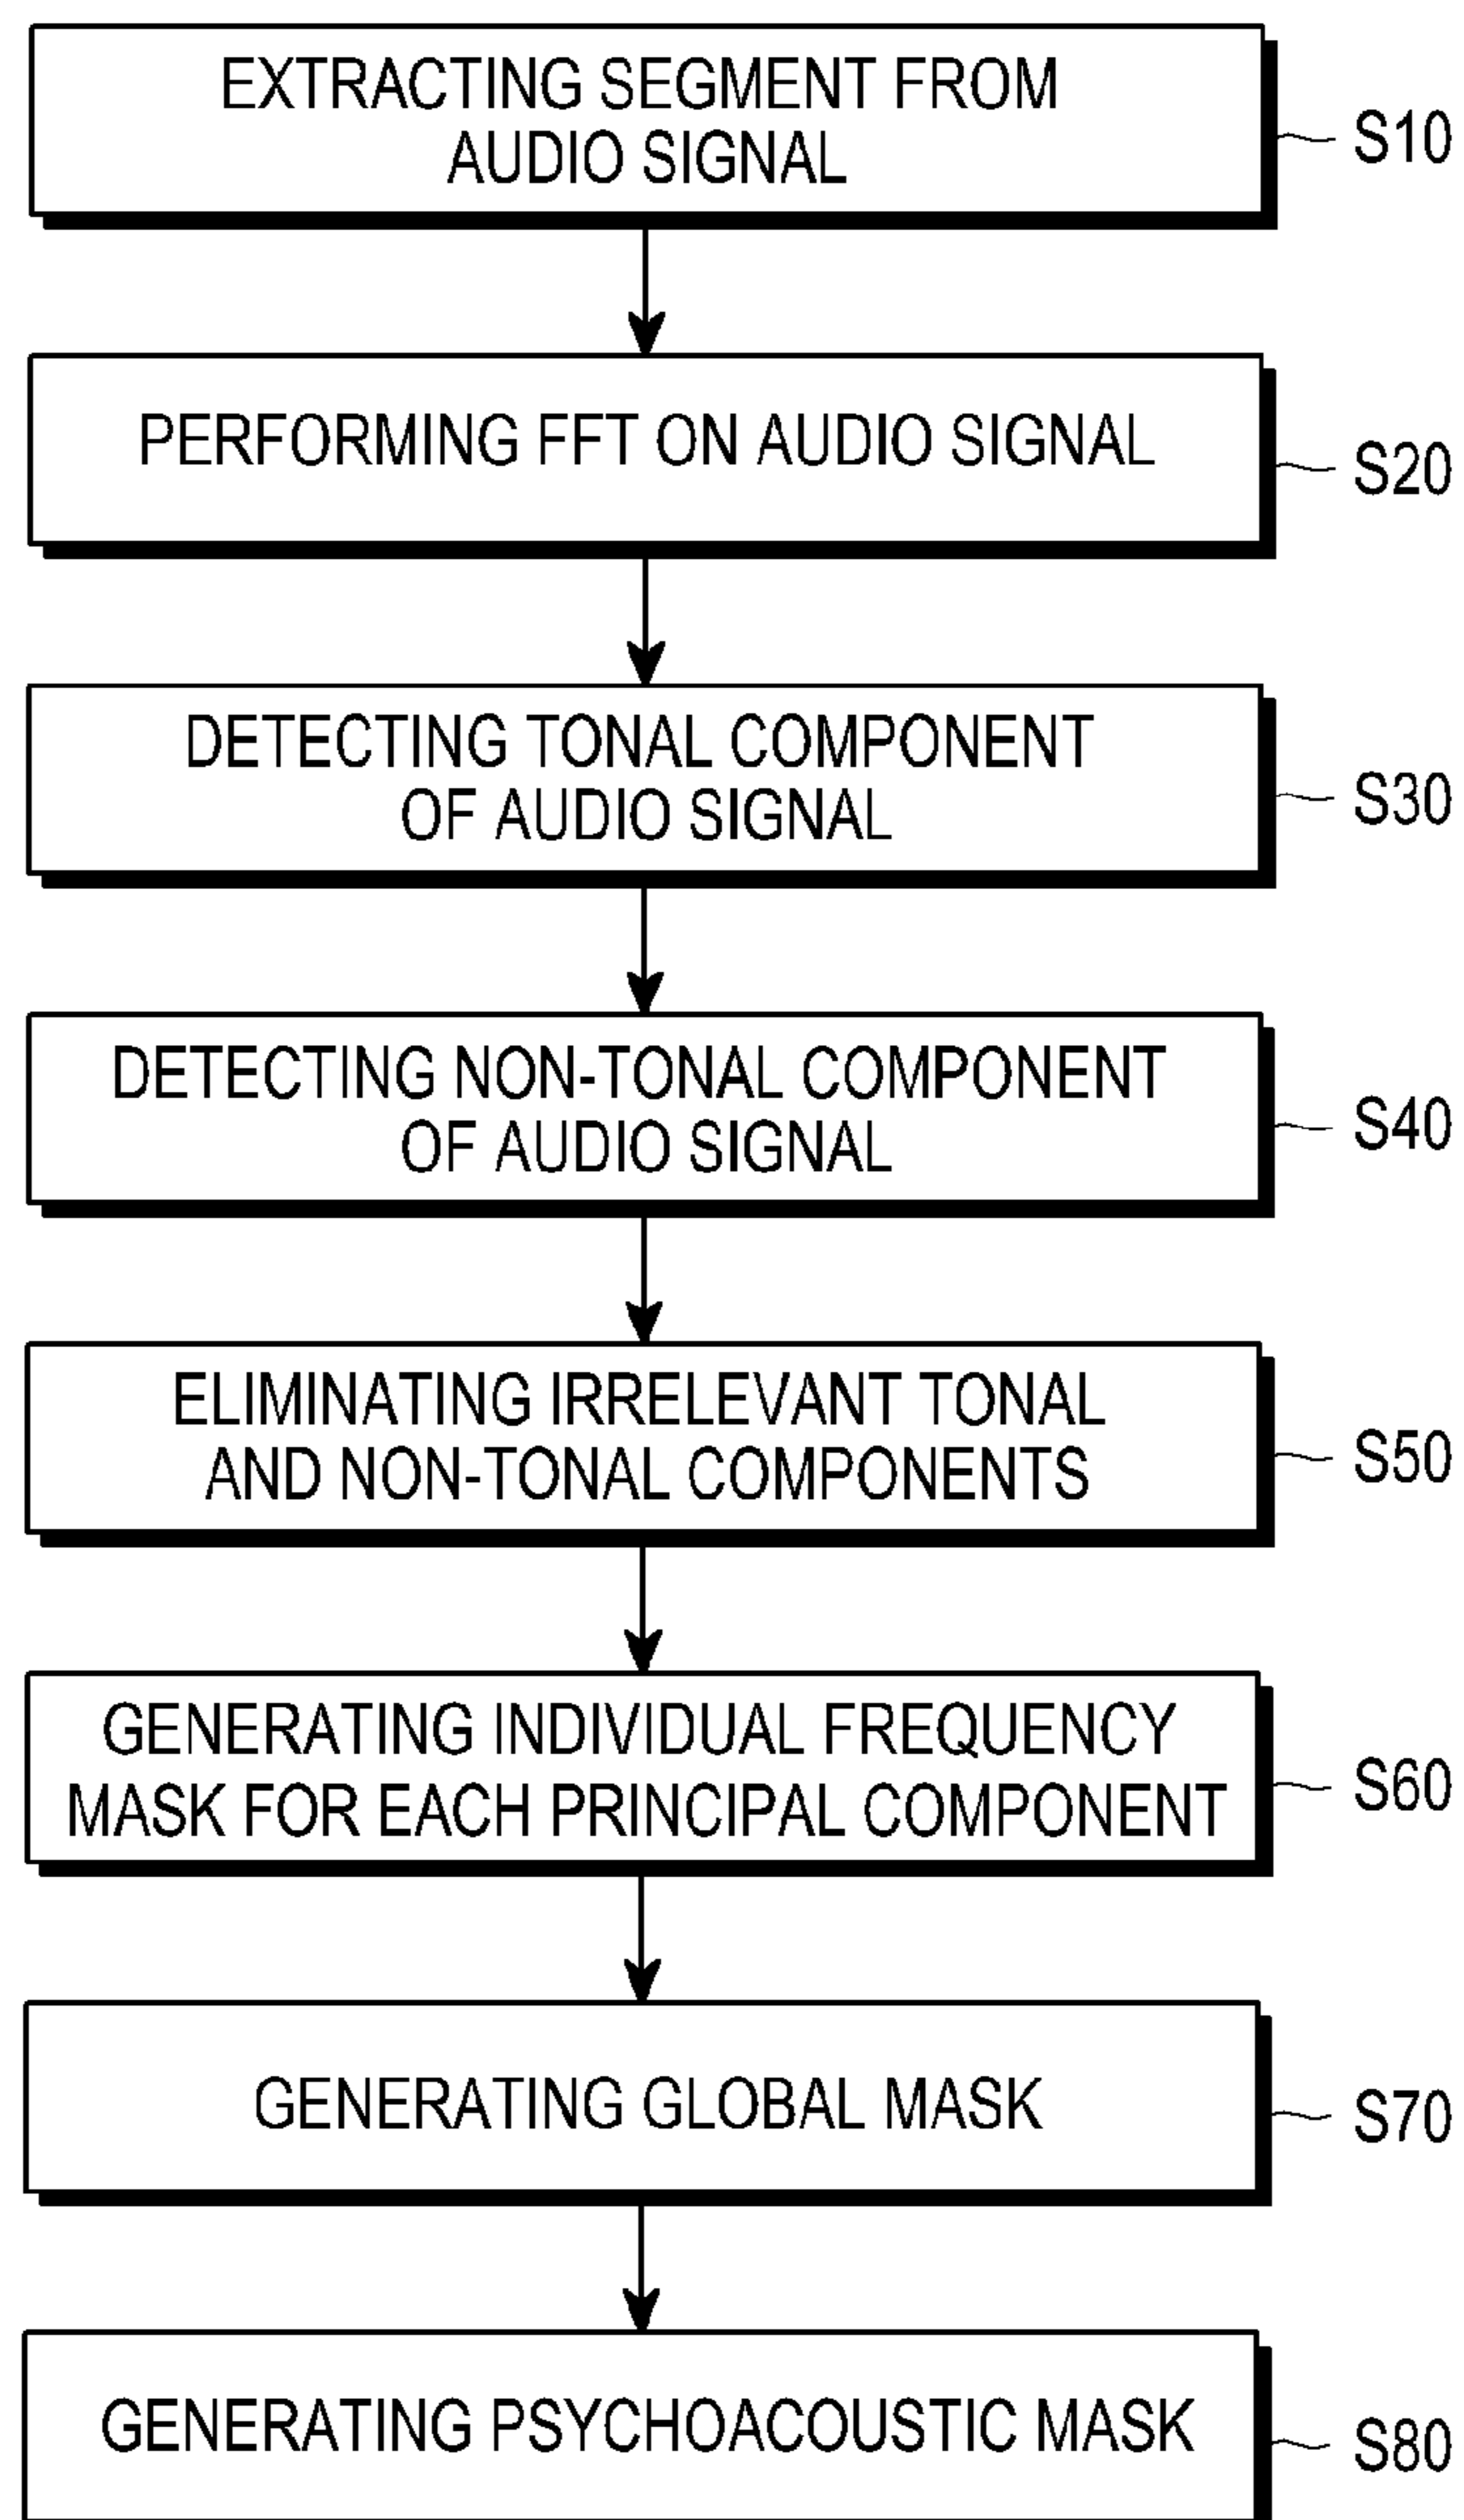 EXTRACTING SEGMENT FROM
AUDIO SIGNAL
S10
PERFORMING FFT ON AUDIO SIGNAL
S20
DETECTING TONAL COMPONENT
OF AUDIO SIGNAL
S30
DETECTING NON-TONAL COMPONENT
OF AUDIO SIGNAL
S40
ELIMINATING IRRELEVANT TONAL
AND NON-TONAL COMPONENTS
S50
GENERATING INDIVIDUAL FREQUENCY
MASK FOR EACH PRINCIPAL COMPONENT
S60
GENERATING GLOBAL MASK
S70
GENERATING PSYCHOACOUSTIC MASK
S80